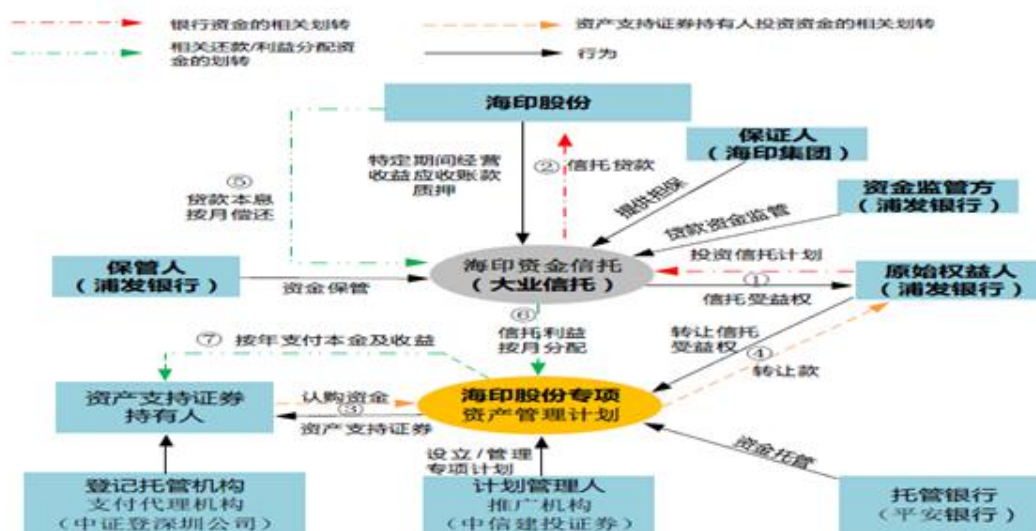 银行资金的相关划转
资产支持证券持有人投资资金的相关划转
相关还款/利益分配资
金的划转
行为
海印股份
保证人
（海印集团）
特定期间经营
收益应收账款
质押
②信托贷款
提供担保
资金监管方
（浦发银行）
⑤
贷款本息
按月偿还
贷款资金监管
保管人
（浦发银行）
资金保管
海印资金信托
（大业信托）
投资信托计划
①
信托受益权
原始权益人
（浦发银行）
⑥
信托利益
按月分配
转让信托
受益权
④
转让款
⑦ 按年支付本金及收益
资产支持证券
持有人
认购资金
③
资产支持证券
海印股份专项
资产管理计划
设立/管理
专项计划
资金托管
登记托管机构
支付代理机构
（中证登深圳公司）
计划管理人
推广机构
（中信建投证券）
托管银行
（平安银行）